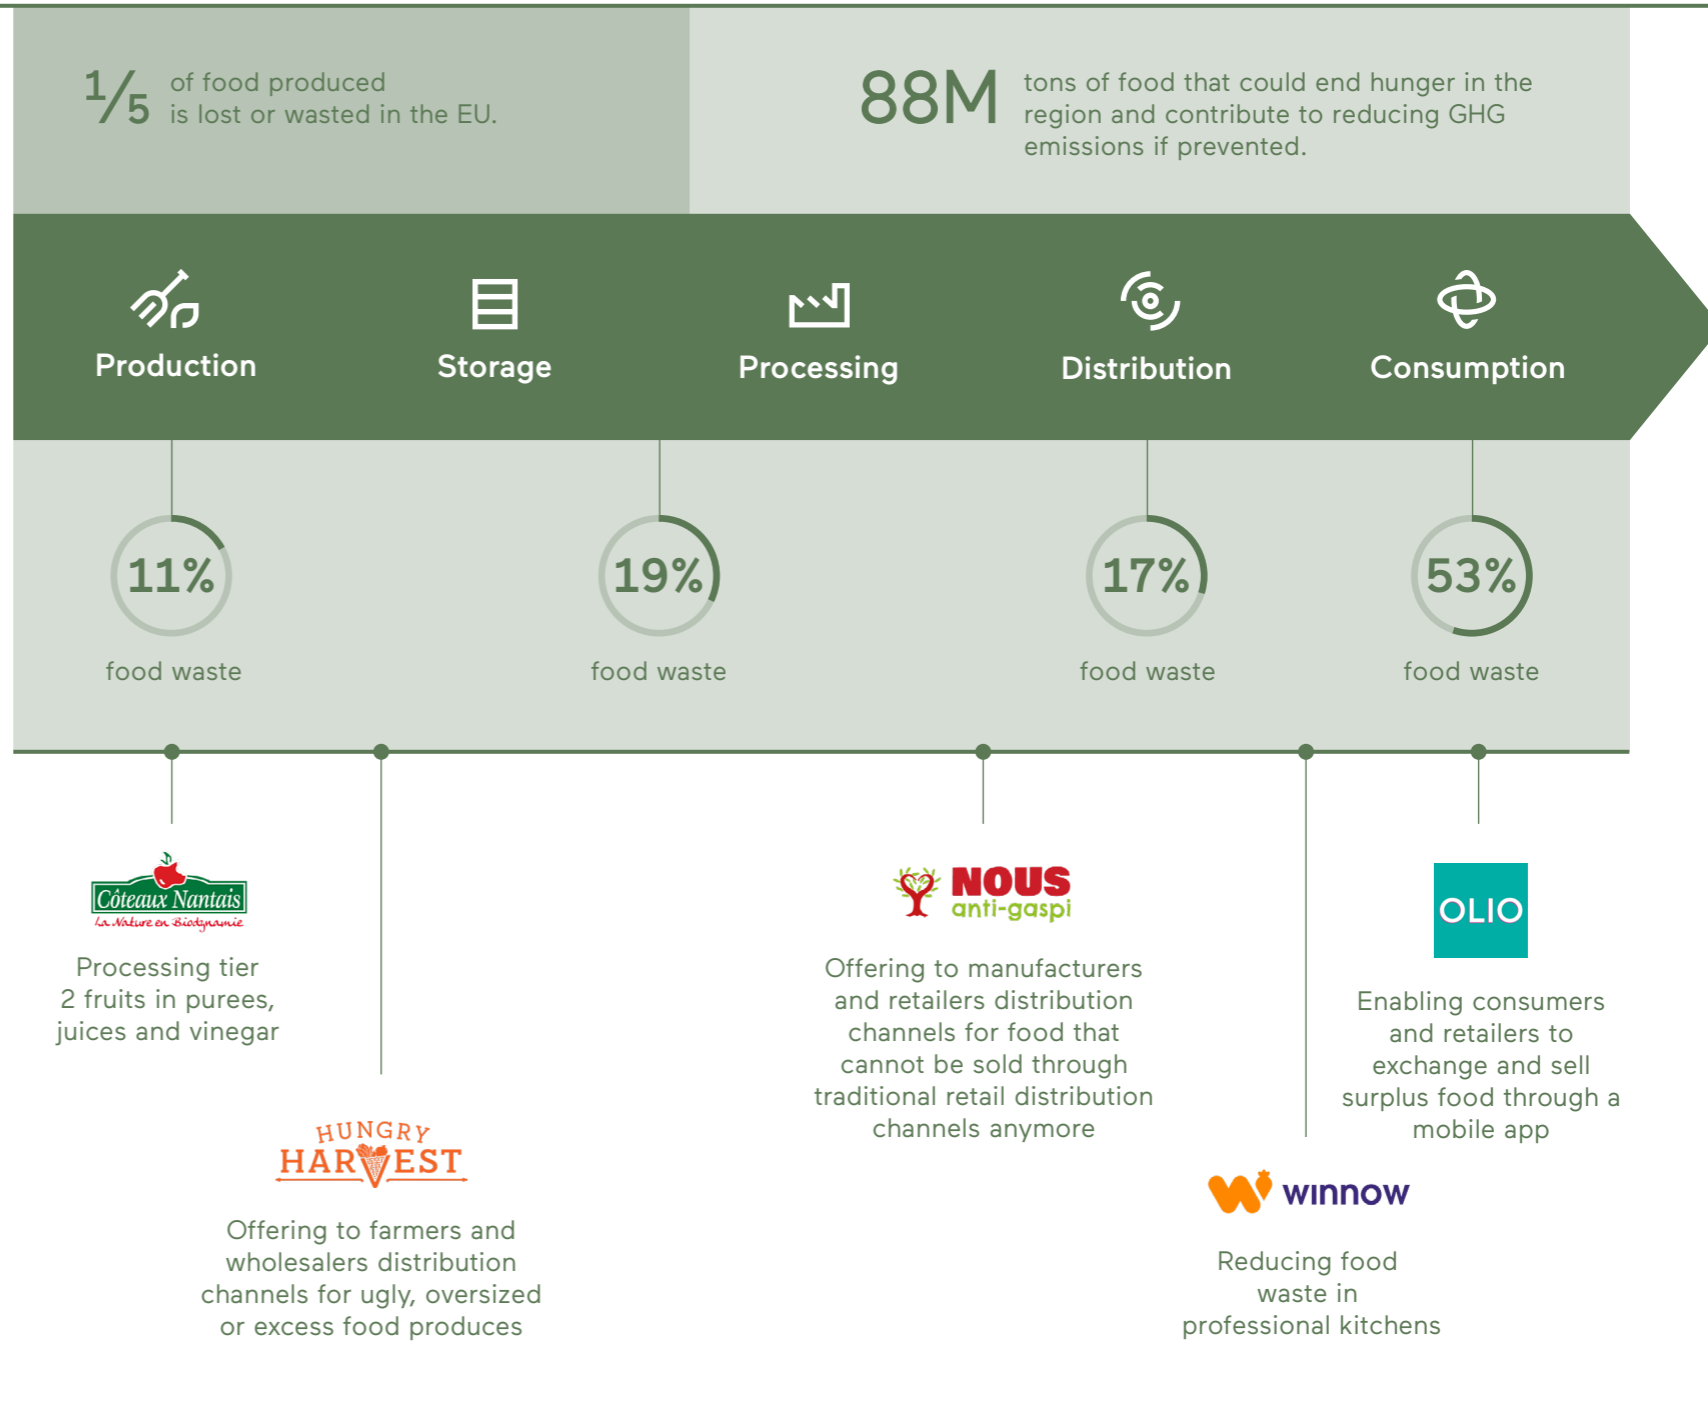 1/5
of food produced
is lost or wasted in the EU.
88M
tons of food that could end hunger in the
region and contribute to reducing GHG
emissions if prevented.
Production
Storage
Processing
Distribution
Consumption
11%
food waste
19%
food waste
17%
food waste
53%
food waste
Côteaux Nantais
La Nature en Biodynamie
Processing tier
2 fruits in purees,
juices and vinegar
HUNGRY
HARVEST
Offering to farmers and
wholesalers distribution
channels for ugly, oversized
or excess food produces
NOUS
anti-gaspi
Offering to manufacturers
and retailers distribution
channels for food that
cannot be sold through
traditional retail distribution
channels anymore
winnow
Reducing food
waste in
professional kitchens
OLIO
Enabling consumers
and retailers to
exchange and sell
surplus food through a
mobile app